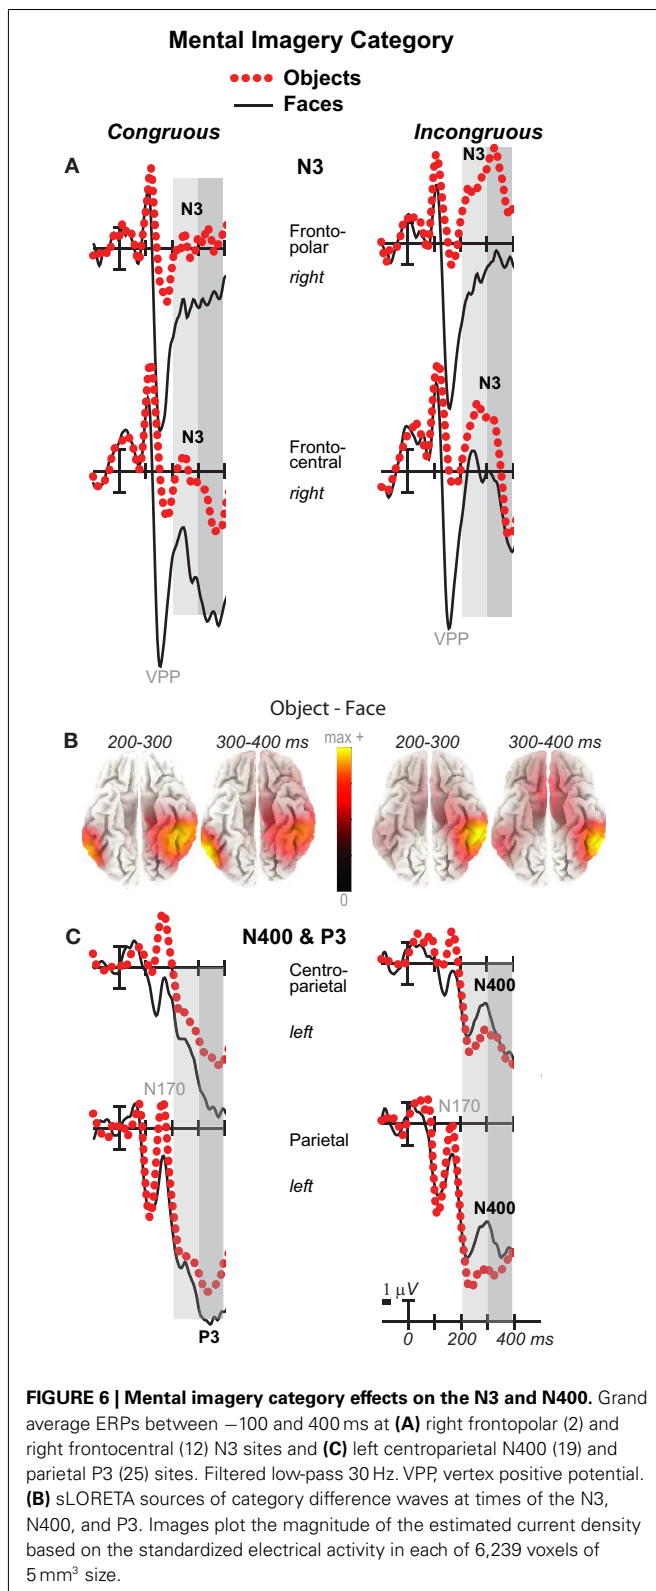 Mental Imagery Category
Objects
Faces
Congruous
Incongruous
A
N3
N3
N3
Fronto-
polar
right
N3
N3
Fronto-
central
right
VPP
VPP
Object - Face
B
200-300
300-400 ms
max +
0
200-300
300-400 ms
C
N400 & P3
Centro-
parietal
left
N400
N170
N170
Parietal
left
N400
P3
1 μV
0
200
400 ms
FIGURE 6 | Mental imagery category effects on the N3 and N400. Grand
average ERPs between −100 and 400 ms at (A) right frontopolar (2) and
right frontocentral (12) N3 sites and (C) left centroparietal N400 (19) and
parietal P3 (25) sites. Filtered low-pass 30 Hz. VPP, vertex positive potential.
(B) sLORETA sources of category difference waves at times of the N3,
N400, and P3. Images plot the magnitude of the estimated current density
based on the standardized electrical activity in each of 6,239 voxels of
5 mm³ size.